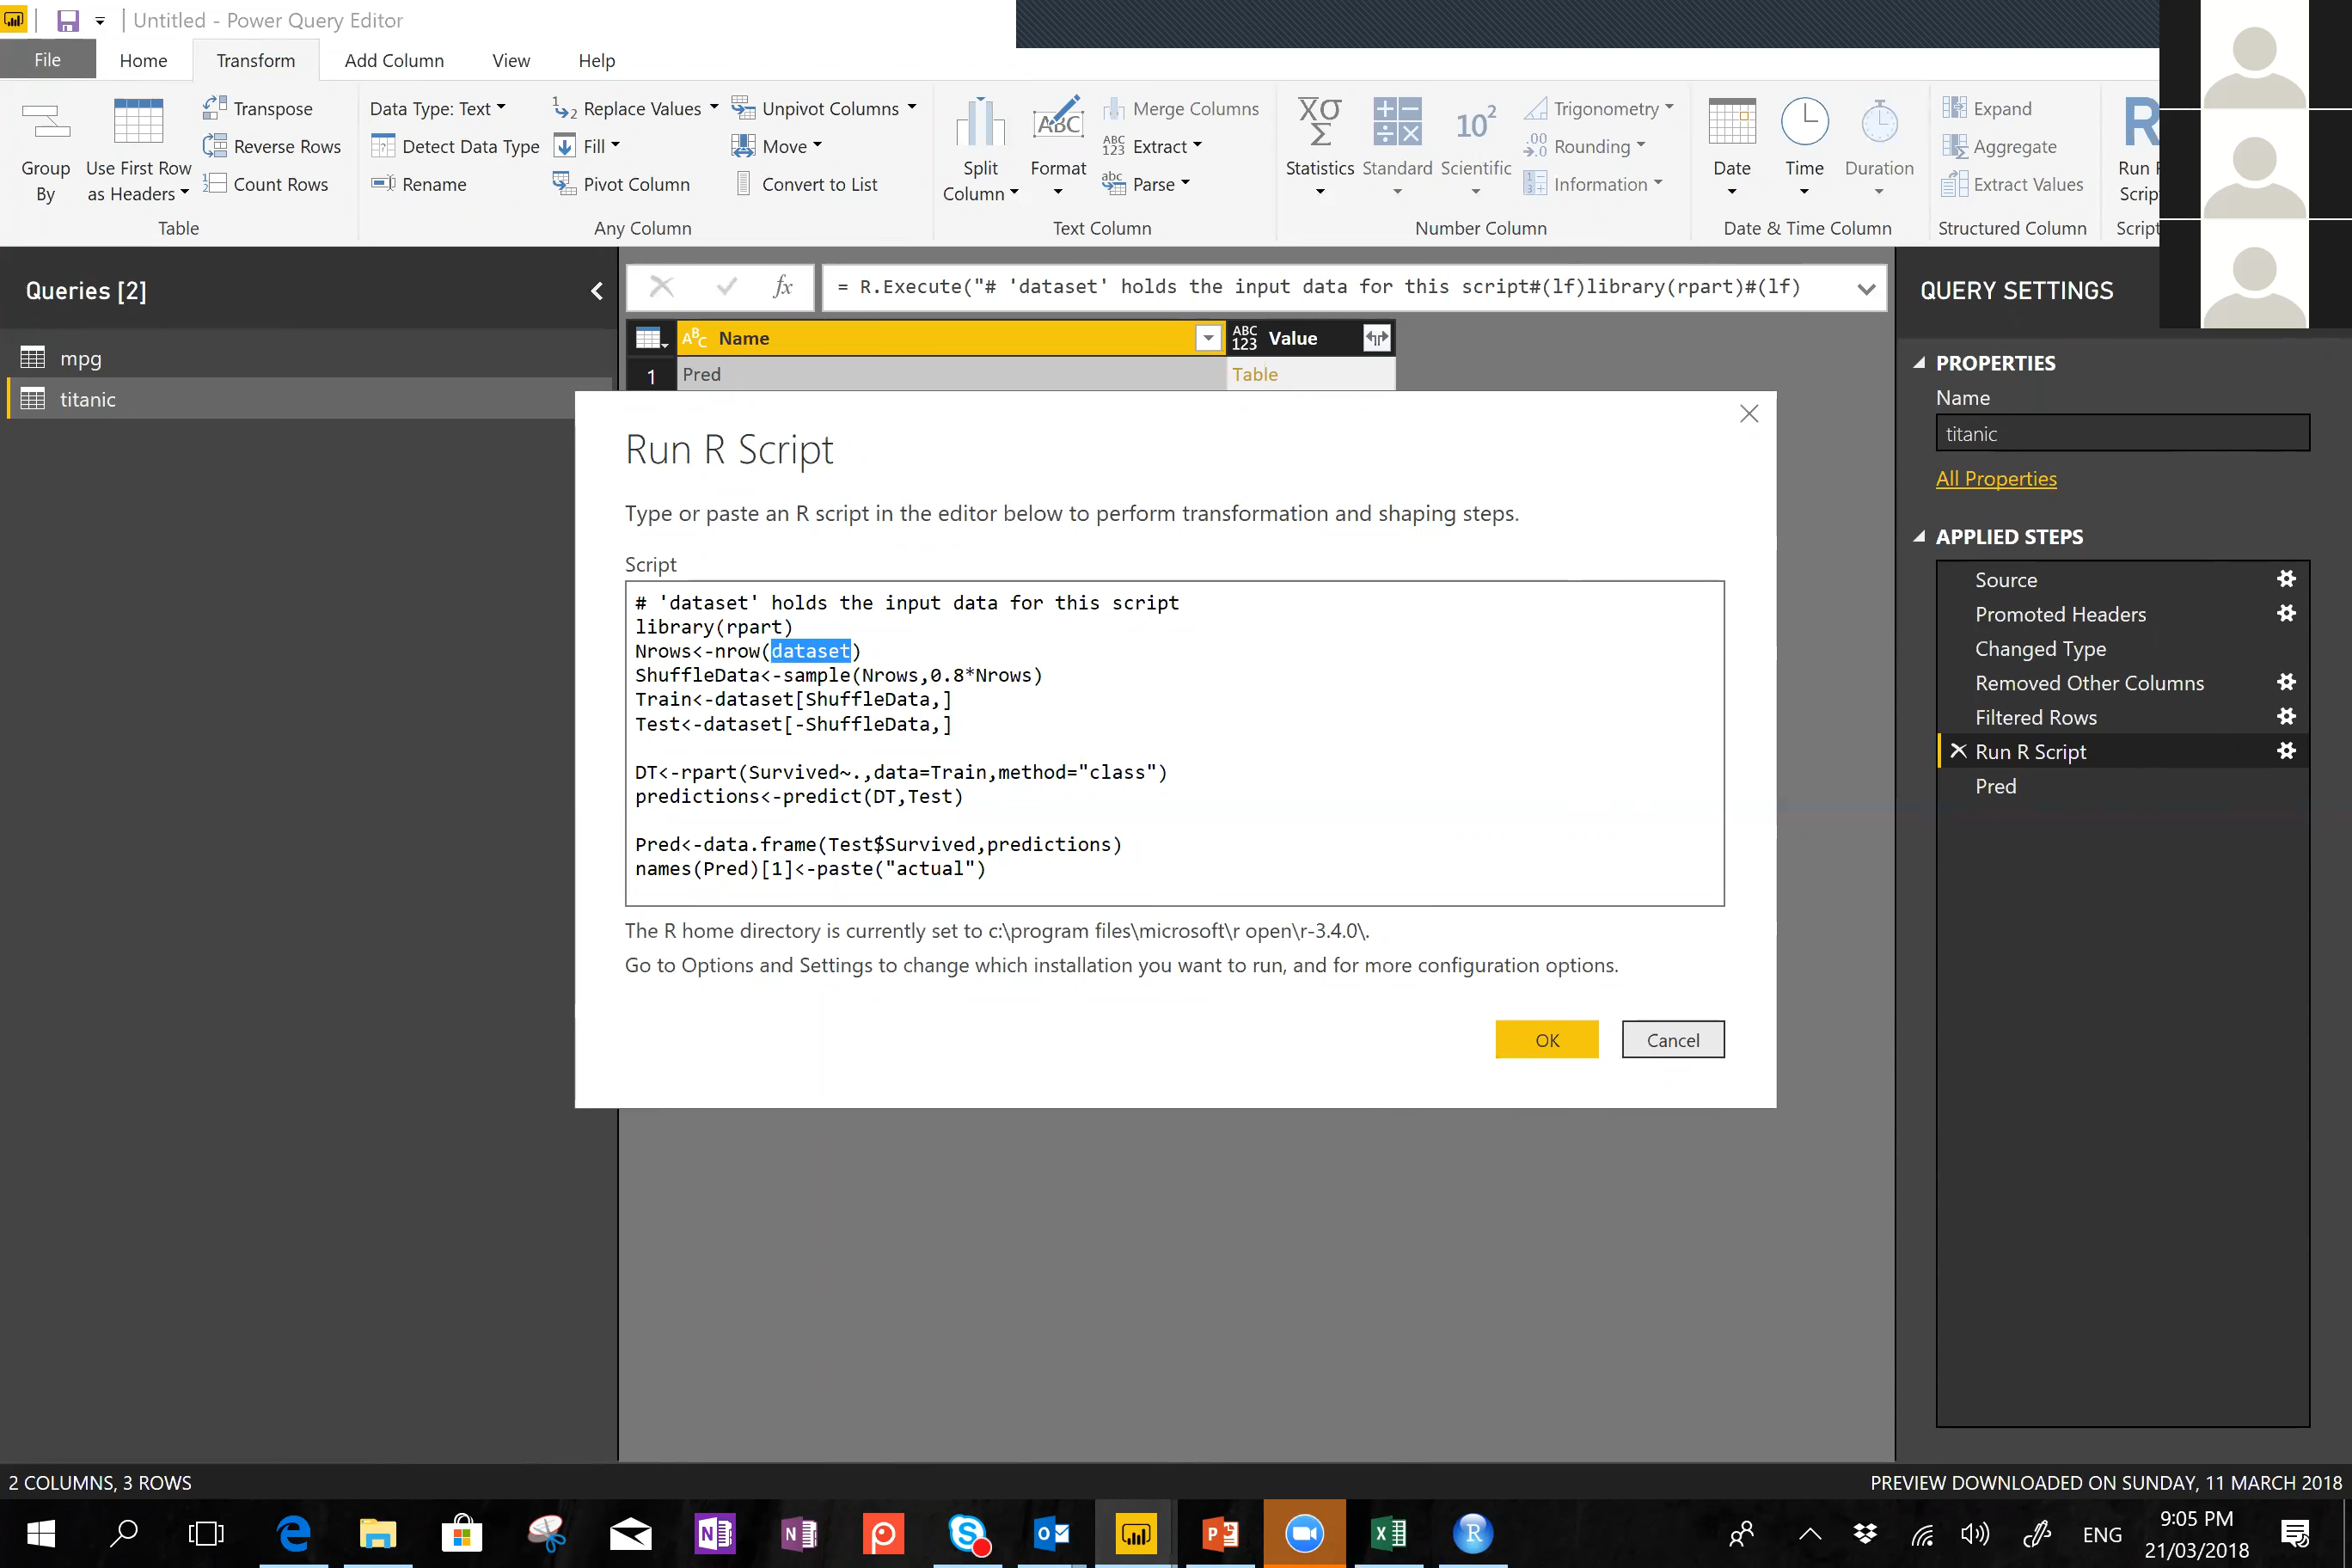 Untitled - Power Query Editor
File Home Transform Add Column View Help
Group By
Use First Row as Headers
Transpose
Reverse Rows
Count Rows
Table
Data Type: Text
Detect Data Type
Rename
Replace Values
Fill
Pivot Column
Unpivot Columns
Move
Convert to List
Any Column
Split Column
Format
Merge Columns
Extract
Parse
Text Column
Statistics
Standard
Scientific
Trigonometry
Rounding
Information
Number Column
Date
Time
Duration
Date & Time Column
Expand
Aggregate
Extract Values
Structured Column
Run
Scrip
Script
Queries [2]
mpg
titanic
fx
= R.Execute("# 'dataset' holds the input data for this script#(lf)library(rpart)#(lf)
Name
ABC 123 Value
1 Pred Table
Run R Script
Type or paste an R script in the editor below to perform transformation and shaping steps.
Script
# 'dataset' holds the input data for this script
library(rpart)
Nrows<-nrow(dataset)
ShuffleData<-sample(Nrows,0.8*Nrows)
Train<-dataset[ShuffleData,]
Test<-dataset[-ShuffleData,]
DT<-rpart(Survived~.,data=Train,method="class")
predictions<-predict(DT,Test)
Pred<-data.frame(Test$Survived,predictions)
names(Pred)[1]<-paste("actual")
The R home directory is currently set to c:\program files\microsoft\r open\r-3.4.0\.
Go to Options and Settings to change which installation you want to run, and for more configuration options.
OK Cancel
QUERY SETTINGS
PROPERTIES
Name
titanic
All Properties
APPLIED STEPS
Source
Promoted Headers
Changed Type
Removed Other Columns
Filtered Rows
Run R Script
Pred
2 COLUMNS, 3 ROWS
PREVIEW DOWNLOADED ON SUNDAY, 11 MARCH 2018
ENG
9:05 PM
21/03/2018